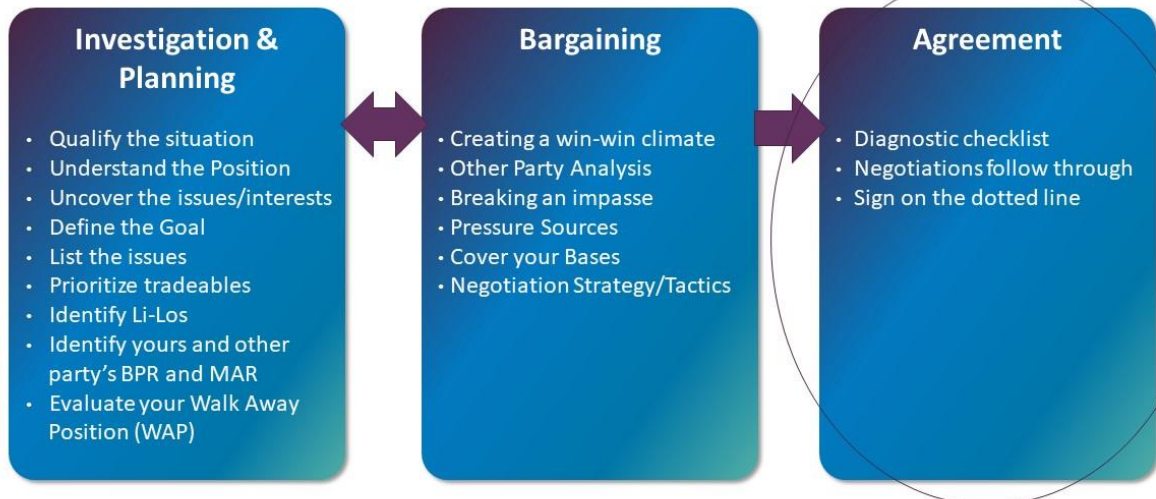 Investigation &
Planning
• Qualify the situation
• Understand the Position
• Uncover the issues/interests
• Define the Goal
• List the issues
• Prioritize tradeables
• Identify Li-Los
• Identify yours and other
party's BPR and MAR
• Evaluate your Walk Away
Position (WAP)
Bargaining
• Creating a win-win climate
• Other Party Analysis
• Breaking an impasse
• Pressure Sources
• Cover your Bases
• Negotiation Strategy/Tactics
Agreement
• Diagnostic checklist
• Negotiations follow through
• Sign on the dotted line